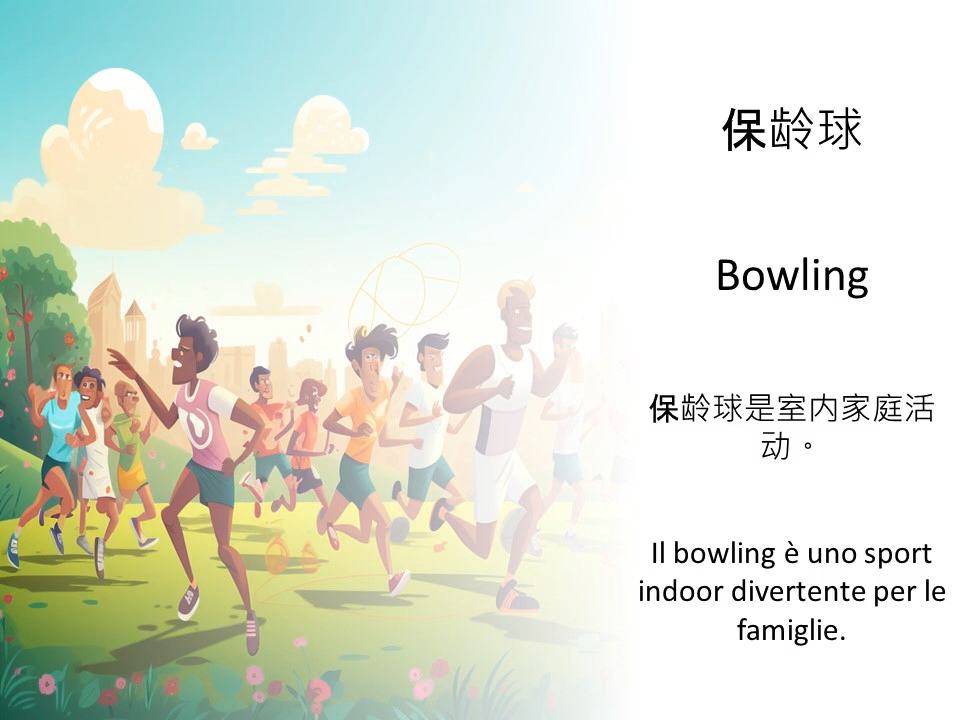 保龄球
Bowling
保龄球是室内家庭活
动。
Il bowling è uno sport
indoor divertente per le
famiglie.